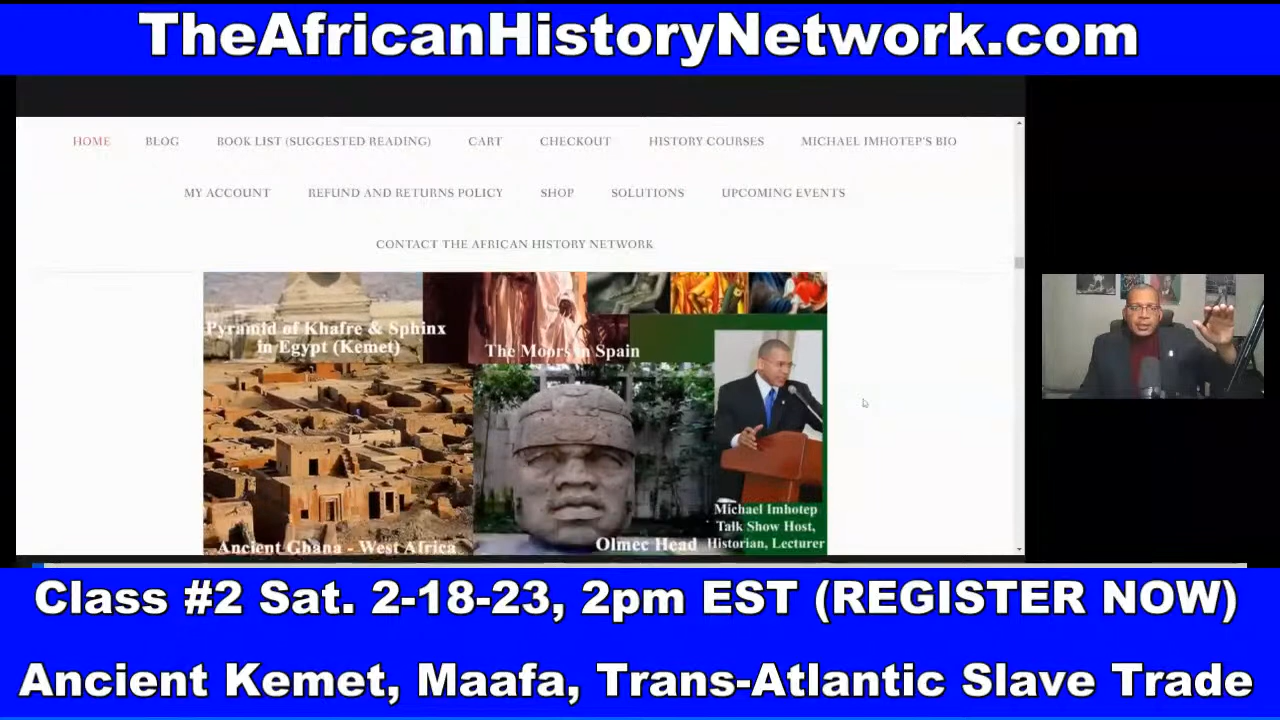 TheAfricanHistoryNetwork.com
HOME BLOG BOOK LIST (SUGGESTED READING) CART CHECKOUT HISTORY COURSES MICHAEL IMHOTEP'S BIO
MY ACCOUNT REFUND AND RETURNS POLICY SHOP SOLUTIONS UPCOMING EVENTS
CONTACT THE AFRICAN HISTORY NETWORK
Pyramid of Khafre & Sphinx
in Egypt (Kemet)
The Moors in Spain
Michael Imhotep
Talk Show Host,
Historian, Lecturer
Ancient Ghana - West Africa
Olmec Head
Class #2 Sat. 2-18-23, 2pm EST (REGISTER NOW)
Ancient Kemet, Maafa, Trans-Atlantic Slave Trade